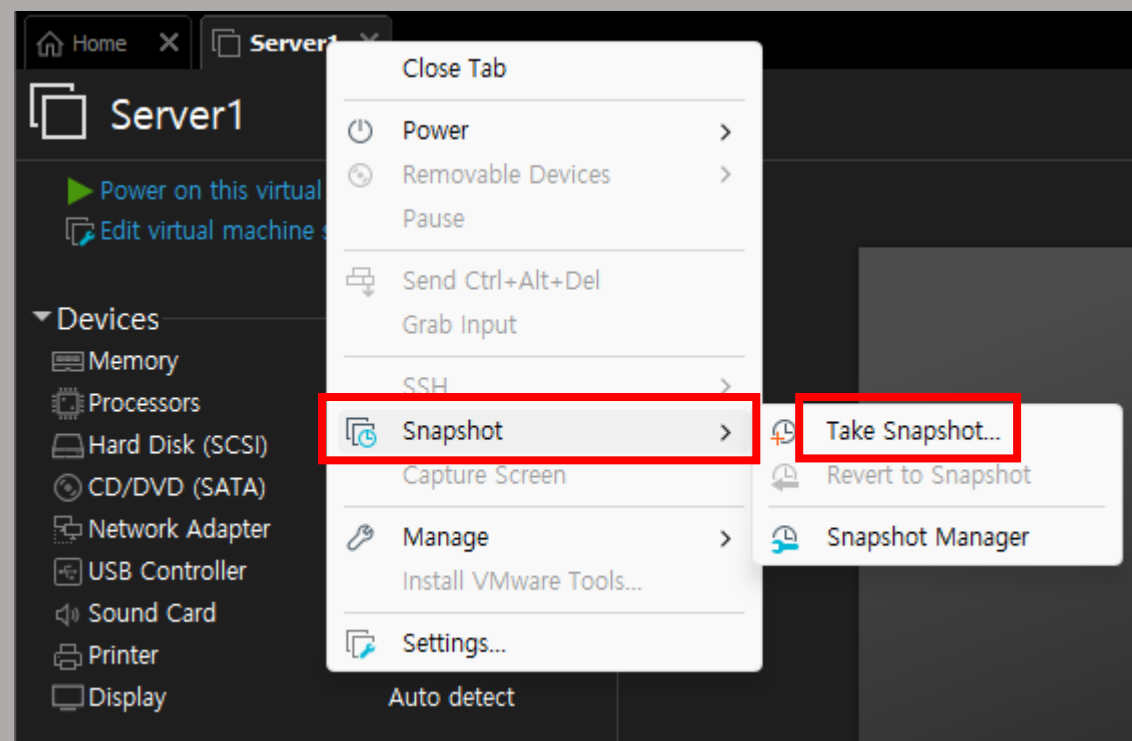 Home
Server1
Close Tab
Server1
Power
Power on this virtual
Removable Devices
Edit virtual machine
Pause
Send Ctrl+Alt+Del
Devices
Grab Input
Memory
SSH
Processors
Snapshot
Take Snapshot...
Hard Disk (SCSI)
Capture Screen
Revert to Snapshot
CD/DVD (SATA)
Network Adapter
Manage
Snapshot Manager
USB Controller
Install VMware Tools...
Sound Card
Printer
Settings...
Display
Auto detect